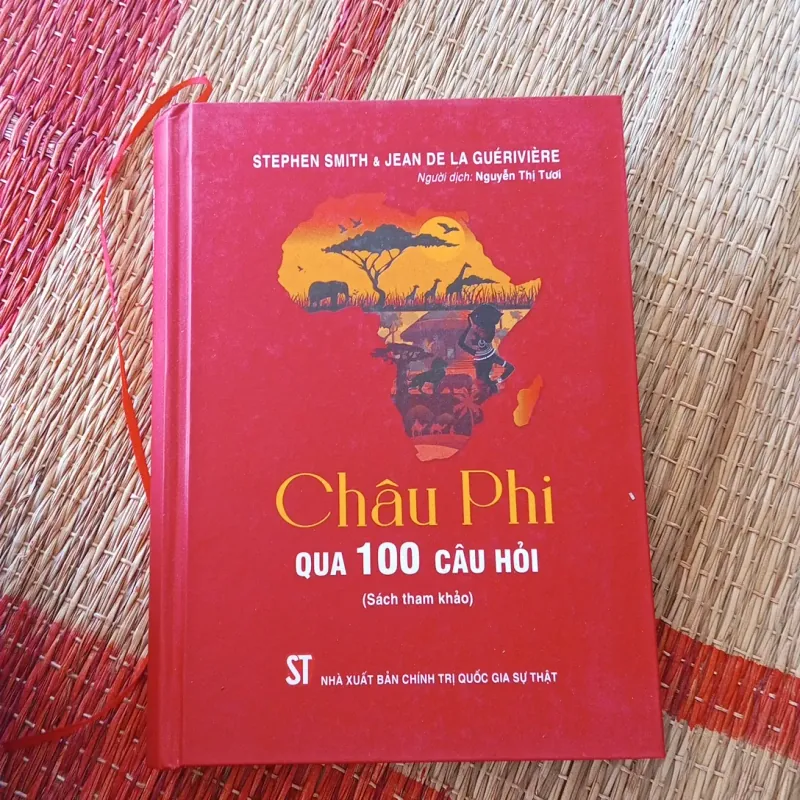 STEPHEN SMITH & JEAN DE LA GUÉRIVIÈRE
Người dịch: Nguyễn Thị Tươi
Châu Phi
QUA 100 CÂU HỎI
(Sách tham khảo)
ST NHÀ XUẤT BẢN CHÍNH TRỊ QUỐC GIA SỰ THẬT